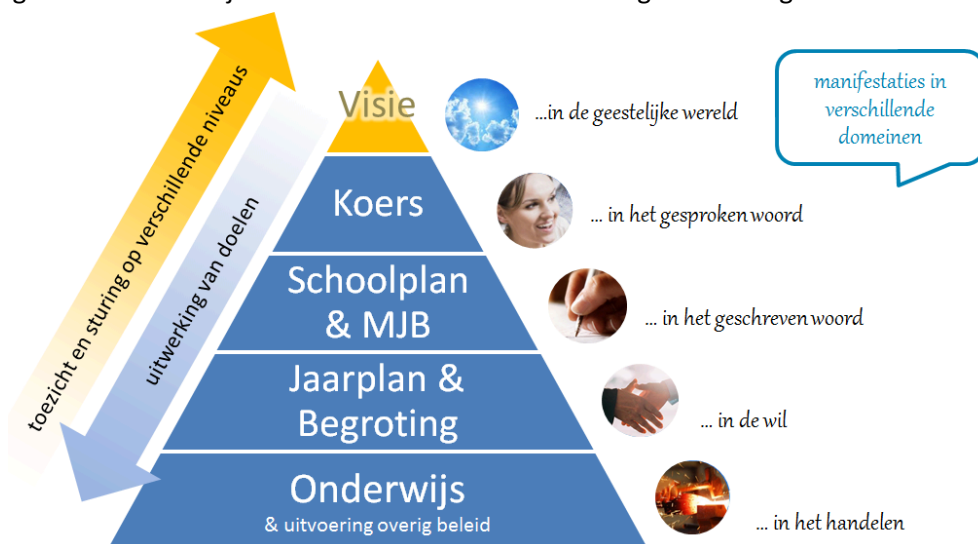 toezicht en sturing op verschillende niveaus
uitwerking van doelen
Visie
...in de geestelijke wereld
manifestaties in
verschillende
domeinen
Koers
... in het gesproken woord
Schoolplan
& MJB
... in het geschreven woord
Jaarplan &
Begroting
... in de wil
Onderwijs
& uitvoering overig beleid
... in het handelen